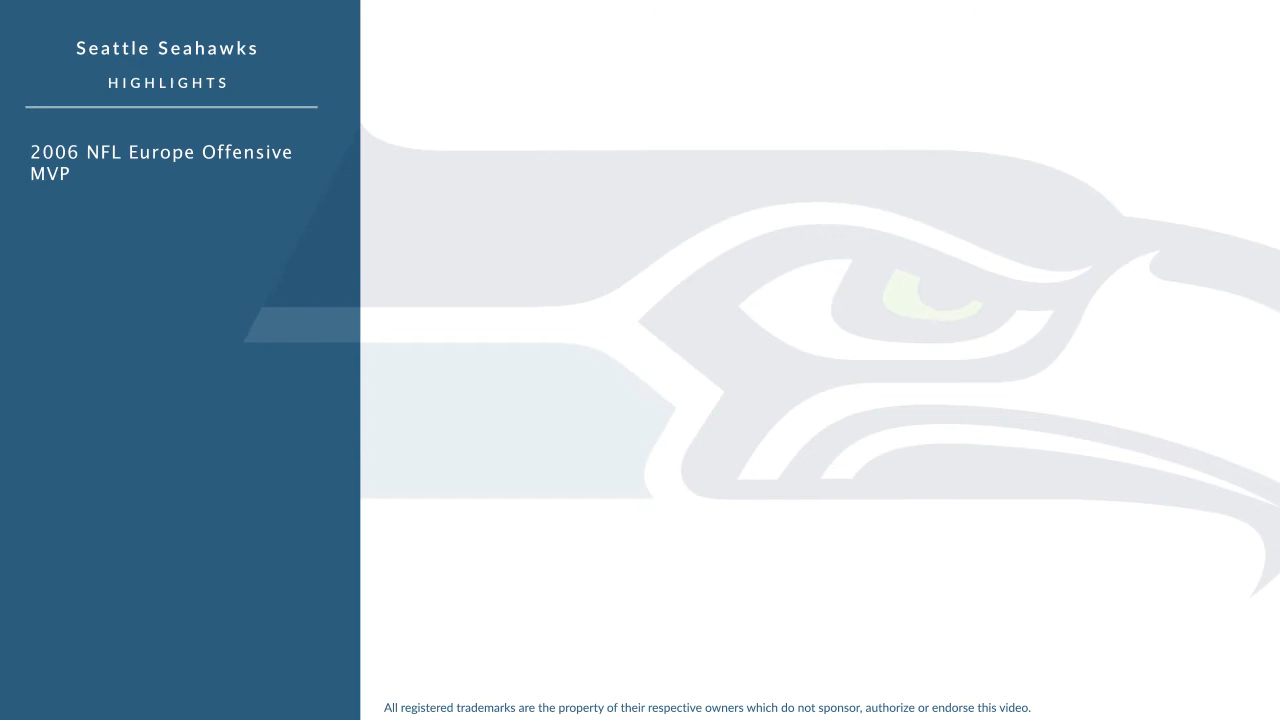 Seattle Seahawks
HIGHLIGHTS
2006 NFL Europe Offensive
MVP
All registered trademarks are the property of their respective owners which do not sponsor, authorize or endorse this video.